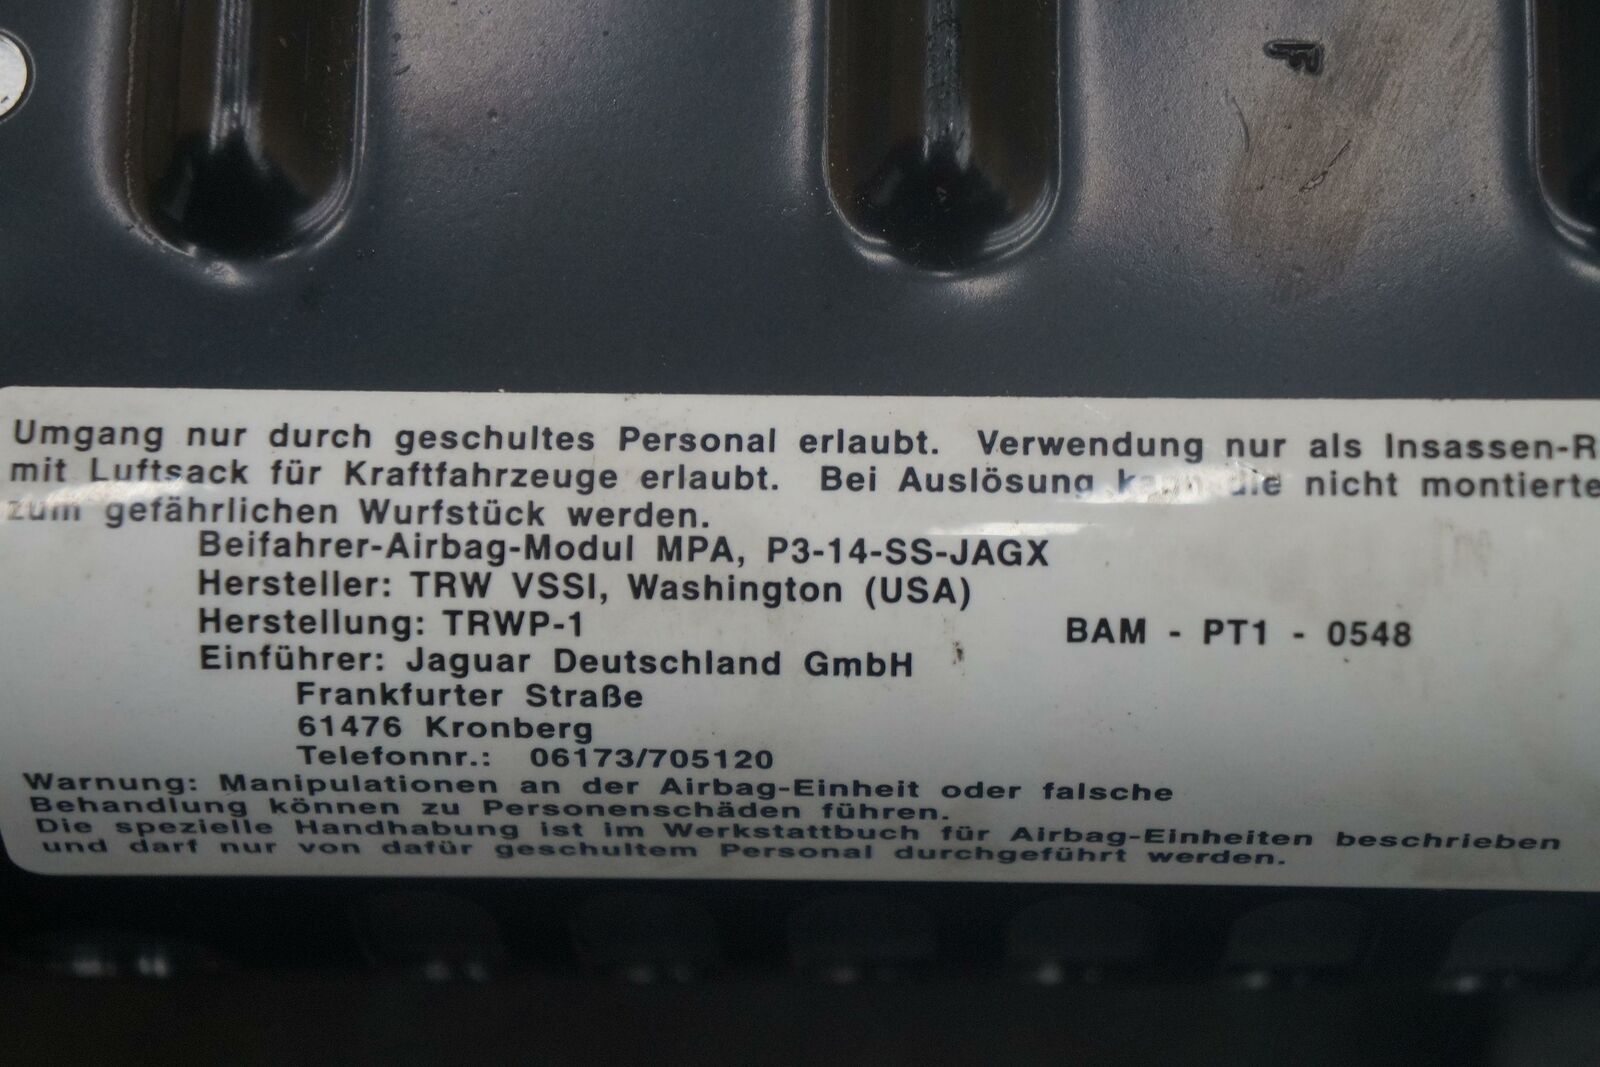 Umgang nur durch geschultes Personal erlaubt. Verwendung nur als Insassen-R
mit Luftsack für Kraftfahrzeuge erlaubt. Bei Auslösung kann die nicht montierte
zum gefährlichen Wurfstück werden.
Beifahrer-Airbag-Modul MPA, P3-14-SS-JAGX
Hersteller: TRW VSSI, Washington (USA)
Herstellung: TRWP-1 BAM - PT1 - 0548
Einführer: Jaguar Deutschland GmbH
Frankfurter Straße
61476 Kronberg
Telefonnr.: 06173/705120
Warnung: Manipulationen an der Airbag-Einheit oder falsche
Behandlung können zu Personenschäden führen.
Die spezielle Handhabung ist im Werkstattbuch für Airbag-Einheiten beschrieben
und darf nur von dafür geschultem Personal durchgeführt werden.